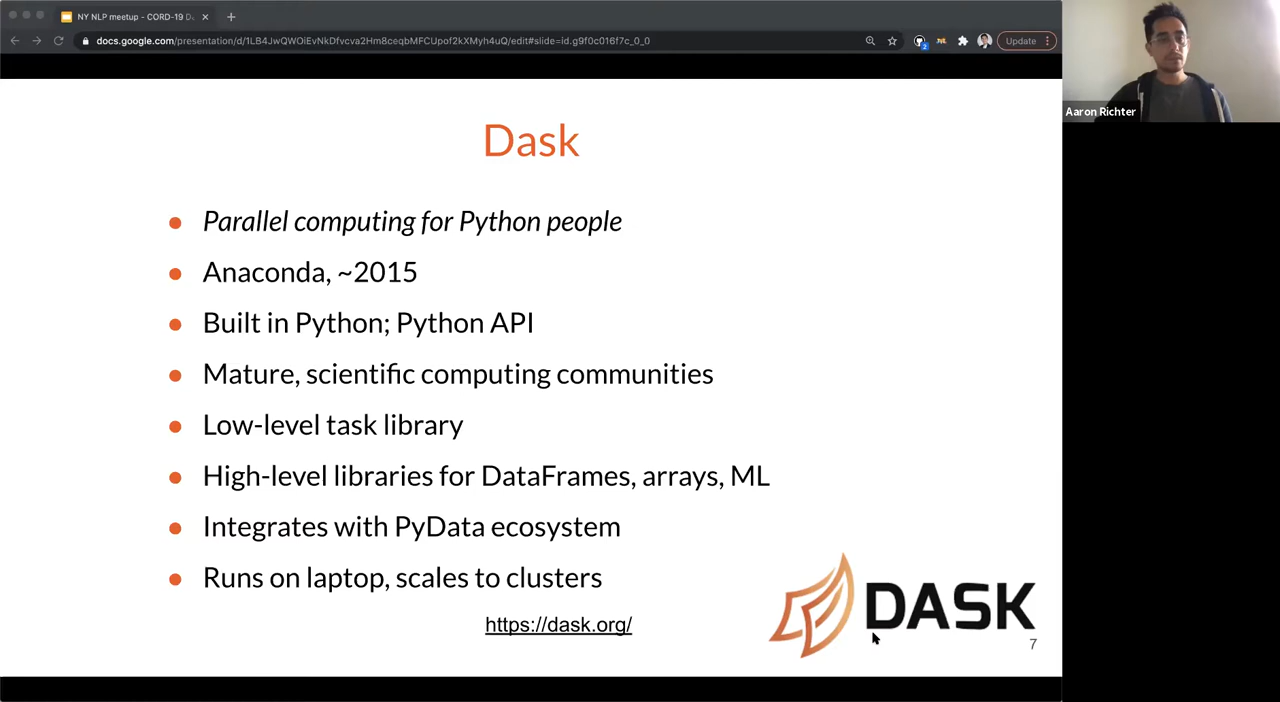 NY NLP meetup - CORD-19 Da
docs.google.com/presentation/d/1LB4JwQWOiEvNkDfvcva2Hm8ceqbMFCUpof2kXMyh4uQ/edit#slide=id.g9f0c016f7c_0_0
2
Update
Aaron Richter
Dask
Parallel computing for Python people
Anaconda, ~2015
Built in Python; Python API
Mature, scientific computing communities
Low-level task library
High-level libraries for DataFrames, arrays, ML
Integrates with PyData ecosystem
Runs on laptop, scales to clusters
https://dask.org/
DASK
7